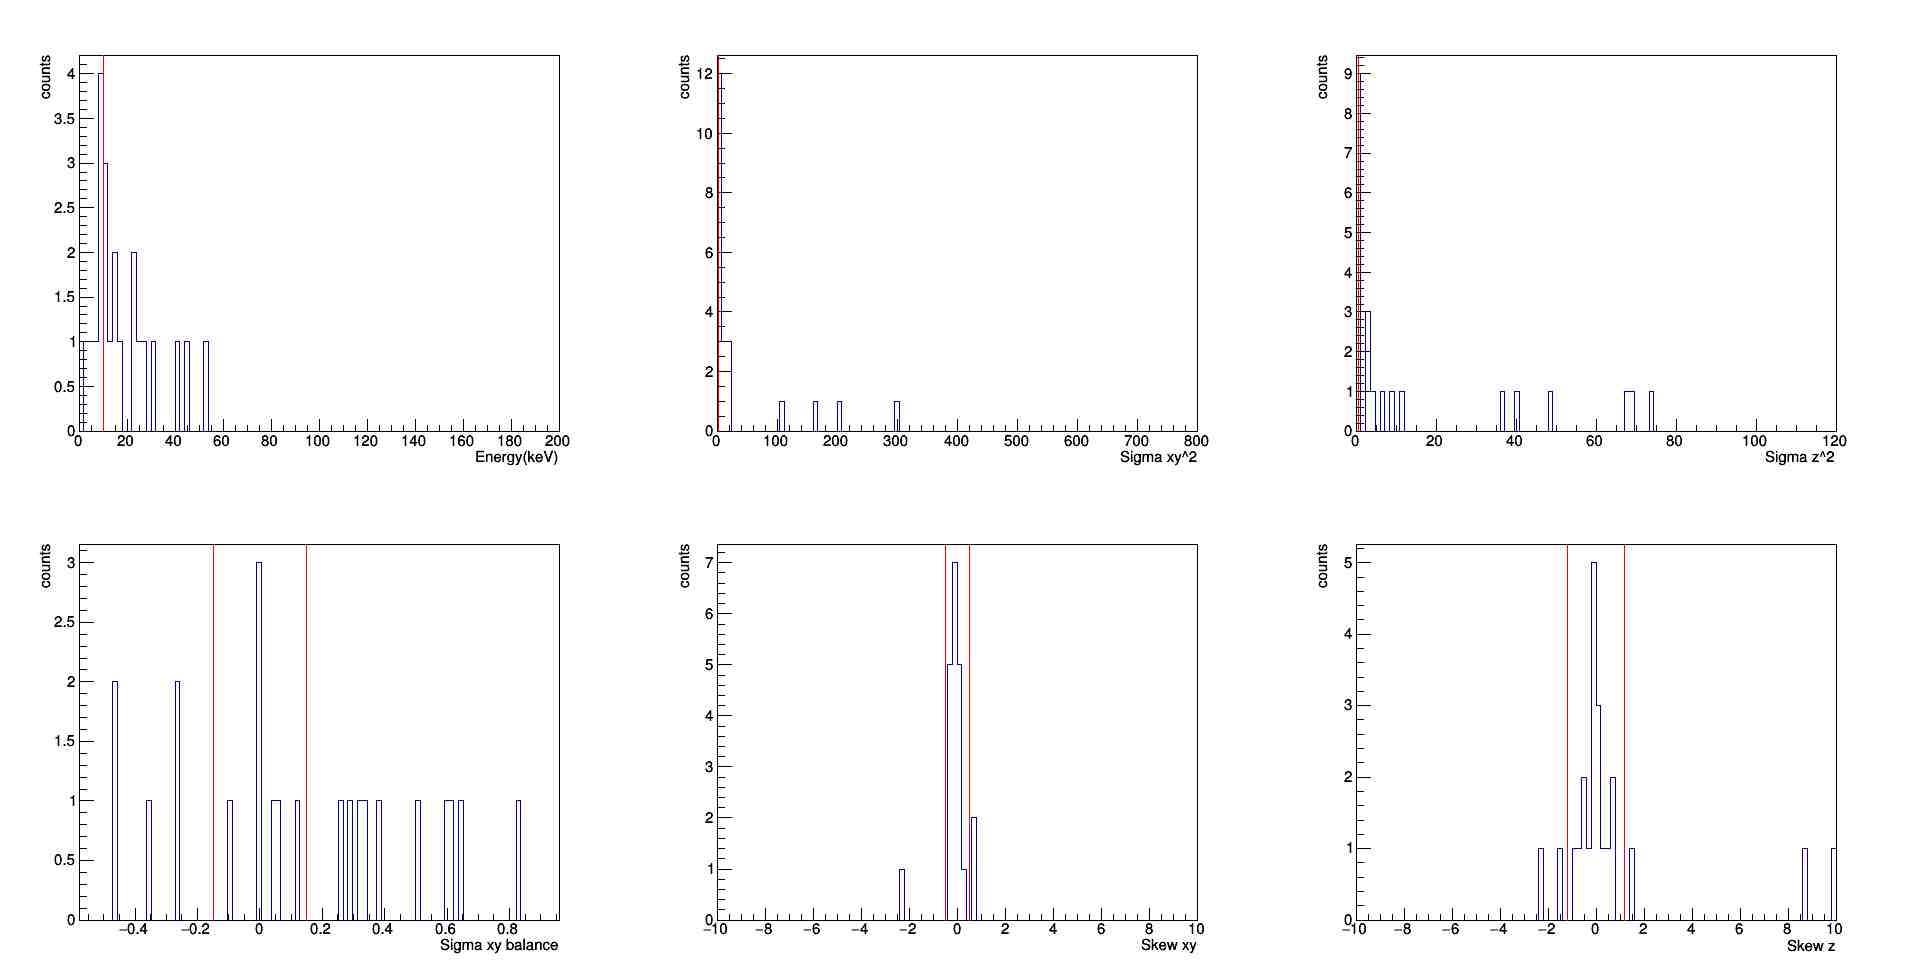 counts
4
3.5
3
2.5
2
1.5
1
0.5
0
0 20 40 60 80 100 120 140 160 180 200
Energy(keV)
counts
12
10
8
6
4
2
0
0 100 200 300 400 500 600 700 800
Sigma xy^2
counts
9
8
7
6
5
4
3
2
1
0
0 20 40 60 80 100 120
Sigma z^2
counts
3
2.5
2
1.5
1
0.5
0
−0.4 −0.2 0 0.2 0.4 0.6 0.8
Sigma xy balance
counts
7
6
5
4
3
2
1
0
−10 −8 −6 −4 −2 0 2 4 6 8 10
Skew xy
counts
5
4
3
2
1
0
−10 −8 −6 −4 −2 0 2 4 6 8 10
Skew z